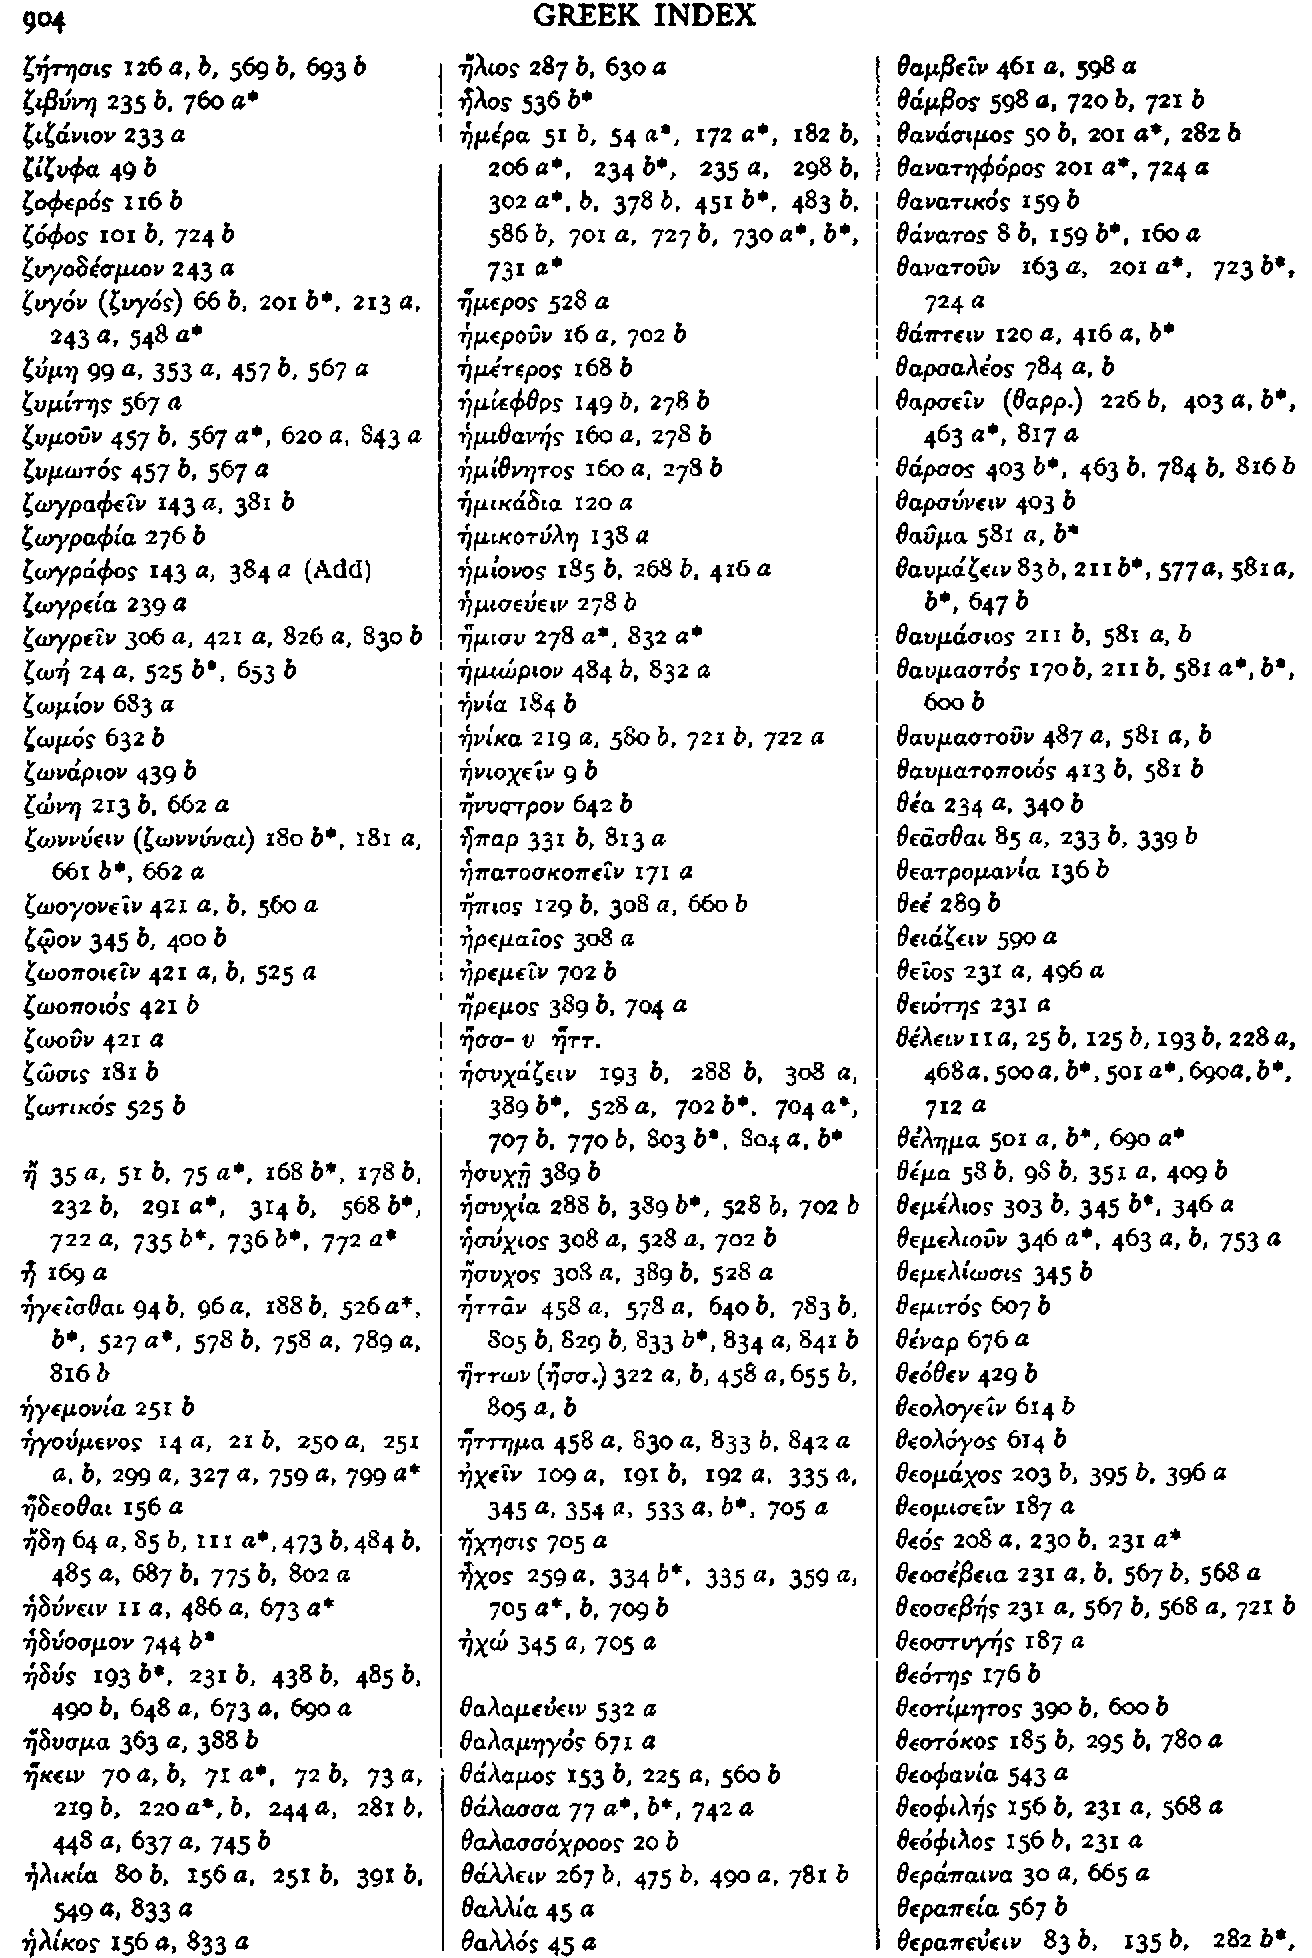 904
GREEK INDEX
ζήτησις 126 a, b, 569 b, 693 b
ζιβύνη 235 b, 760 a*
ζιζάνιον 233 a
ζίζυφα 49 b
ζοφερός 116 b
ζόφος 101 b, 724 b
ζυγοδέσμιον 243 a
ζυγόν (ζυγός) 66 b, 201 b*, 213 a,
243 a, 548 a*
ζύμη 99 a, 353 a, 457 b, 567 a
ζυμίτης 567 a
ζυμοῦν 457 b, 567 a*, 620 a, 843 a
ζυμωτός 457 b, 567 a
ζωγραφεῖν 143 a, 381 b
ζωγραφία 276 b
ζωγράφος 143 a, 384 a (Add)
ζωγρεία 239 a
ζωγρεῖν 306 a, 421 a, 826 a, 830 b
ζωή 24 a, 525 b*, 653 b
ζωμίον 683 a
ζωμός 632 b
ζωνάριον 439 b
ζώνη 213 b, 662 a
ζωννύειν (ζωννύναι) 180 b*, 181 a,
661 b*, 662 a
ζωογονεῖν 421 a, b, 560 a
ζῷον 345 b, 400 b
ζωοποιεῖν 421 a, b, 525 a
ζωοποιός 421 b
ζωοῦν 421 a
ζῶσις 181 b
ζωτικός 525 b
ἤ 35 a, 51 b, 75 a*, 168 b*, 178 b,
232 b, 291 a*, 314 b, 568 b*,
722 a, 735 b*, 736 b*, 772 a*
ᾗ 169 a
ἡγεῖσθαι 94 b, 96 a, 188 b, 526 a*,
b*, 527 a*, 578 b, 758 a, 789 a,
816 b
ἡγεμονία 251 b
ἡγούμενος 14 a, 21 b, 250 a, 251
a, b, 299 a, 327 a, 759 a, 799 a*
ἥδεσθαι 156 a
ἤδη 64 a, 85 b, 111 a*, 473 b, 484 b,
485 a, 687 b, 775 b, 802 a
ἡδύνειν 11 a, 486 a, 673 a*
ἡδύοσμον 744 b*
ἡδύς 193 b*, 231 b, 438 b, 485 b,
490 b, 648 a, 673 a, 690 a
ἥδυσμα 363 a, 388 b
ἥκειν 70 a, b, 71 a*, 72 b, 73 a,
219 b, 220 a*, b, 244 a, 281 b,
448 a, 637 a, 745 b
ἡλικία 80 b, 156 a, 251 b, 391 b,
549 a, 833 a
ἡλίκος 156 a, 833 a
ἥλιος 287 b, 630 a
ἧλος 536 b*
ἡμέρα 51 b, 54 a*, 172 a*, 182 b,
206 a*, 234 b*, 235 a, 298 b,
302 a*, b, 378 b, 451 b*, 483 b,
586 b, 701 a, 727 b, 730 a*, b*,
731 a*
ἥμερος 528 a
ἡμεροῦν 16 a, 702 b
ἡμέτερος 168 b
ἡμίεφθος 149 b, 278 b
ἡμιθανής 160 a, 278 b
ἡμίθνητος 160 a, 278 b
ἡμικάδια 120 a
ἡμικοτύλη 138 a
ἡμίονος 185 b, 268 b, 416 a
ἡμισεύειν 278 b
ἥμισυ 278 a*, 832 a*
ἡμιώριον 484 b, 832 a
ἡνία 184 b
ἡνίκα 219 a, 580 b, 721 b, 722 a
ἡνιοχεῖν 9 b
ἤνυστρον 642 b
ἧπαρ 331 b, 813 a
ἡπατοσκοπεῖν 171 a
ἤπιος 129 b, 308 a, 660 b
ἠρεμαῖος 308 a
ἠρεμεῖν 702 b
ἤρεμος 389 b, 704 a
ἡσσ- v ἡττ.
ἡσυχάζειν 193 b, 288 b, 308 a,
389 b*, 528 a, 702 b*, 704 a*,
707 b, 770 b, 803 b*, 804 a, b*
ἡσυχῇ 389 b
ἡσυχία 288 b, 389 b*, 528 b, 702 b
ἡσύχιος 308 a, 528 a, 702 b
ἥσυχος 308 a, 389 b, 528 a
ἡττᾶν 458 a, 578 a, 640 b, 783 b,
805 b, 829 b, 833 b*, 834 a, 841 b
ἥττων (ἥσσ.) 322 a, b, 458 a, 655 b,
805 a, b
ἥττημα 458 a, 830 a, 833 b, 842 a
ἠχεῖν 109 a, 191 b, 192 a, 335 a,
345 a, 354 a, 533 a, b*, 705 a
ἤχησις 705 a
ἦχος 259 a, 334 b*, 335 a, 359 a,
705 a*, b, 709 b
ἠχώ 345 a, 705 a
θαλαμεύειν 532 a
θαλαμηγός 671 a
θάλαμος 153 b, 225 a, 560 b
θάλασσα 77 a*, b*, 742 a
θαλασσόχροος 20 b
θάλλειν 267 b, 475 b, 490 a, 781 b
θαλλία 45 a
θαλλός 45 a
θαμβεῖν 461 a, 598 a
θάμβος 598 a, 720 b, 721 b
θανάσιμος 50 b, 201 a*, 282 b
θανατηφόρος 201 a*, 724 a
θανατικός 159 b
θάνατος 8 b, 159 b*, 160 a
θανατοῦν 163 a, 201 a*, 723 b*,
724 a
θάπτειν 120 a, 416 a, b*
θαρσαλέος 784 a, b
θαρσεῖν (θαρρ.) 226 b, 403 a, b*,
463 a*, 817 a
θάρσος 403 b*, 463 b, 784 b, 816 b
θαρσύνειν 403 b
θαῦμα 581 a, b*
θαυμάζειν 83 b, 211 b*, 577 a, 581 a,
b*, 647 b
θαυμάσιος 211 b, 581 a, b
θαυμαστός 170 b, 211 b, 581 a*, b*,
600 b
θαυμαστοῦν 487 a, 581 a, b
θαυματοποιός 413 b, 581 b
θέα 234 a, 340 b
θεᾶσθαι 85 a, 233 b, 339 b
θεατρομανία 136 b
θεέ 289 b
θειάζειν 590 a
θεῖος 231 a, 496 a
θειότης 231 a
θέλειν 11 a, 25 b, 125 b, 193 b, 228 a,
468 a, 500 a, b*, 501 a*, 690 a, b*,
712 a
θέλημα 501 a, b*, 690 a*
θέμα 58 b, 98 b, 351 a, 409 b
θεμέλιος 303 b, 345 b*, 346 a
θεμελιοῦν 346 a*, 463 a, b, 753 a
θεμελίωσις 345 b
θεμιτός 607 b
θέναρ 676 a
θεόθεν 429 b
θεολογεῖν 614 b
θεολόγος 614 b
θεομάχος 203 b, 395 b, 396 a
θεομισεῖν 187 a
θεός 208 a, 230 b, 231 a*
θεοσέβεια 231 a, b, 567 b, 568 a
θεοσεβής 231 a, 567 b, 568 a, 721 b
θεοστυγής 187 a
θεότης 176 b
θεοτίμητος 390 b, 600 b
θεοτόκος 185 b, 295 b, 780 a
θεοφανία 543 a
θεοφιλής 156 b, 231 a, 568 a
θεόφιλος 156 b, 231 a
θεράπαινα 30 a, 665 a
θεραπεία 567 b
θεραπεύειν 83 b, 135 b, 282 b*,